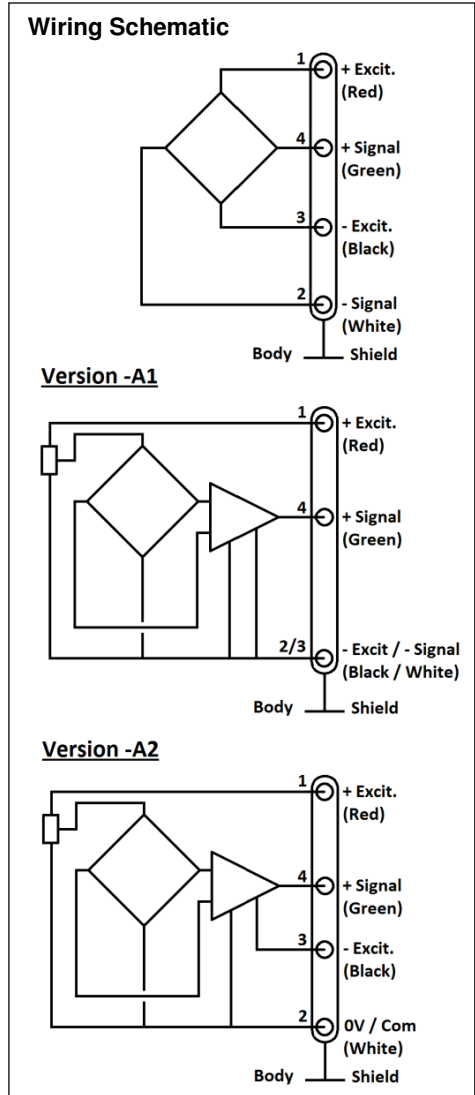 Wiring Schematic
1
+ Excit.
(Red)
4
+ Signal
(Green)
3
- Excit.
(Black)
2
- Signal
(White)
Body
Shield
Version -A1
1
+ Excit.
(Red)
4
+ Signal
(Green)
2/3
- Excit / - Signal
(Black / White)
Body
Shield
Version -A2
1
+ Excit.
(Red)
4
+ Signal
(Green)
3
- Excit.
(Black)
2
0V / Com
(White)
Body
Shield